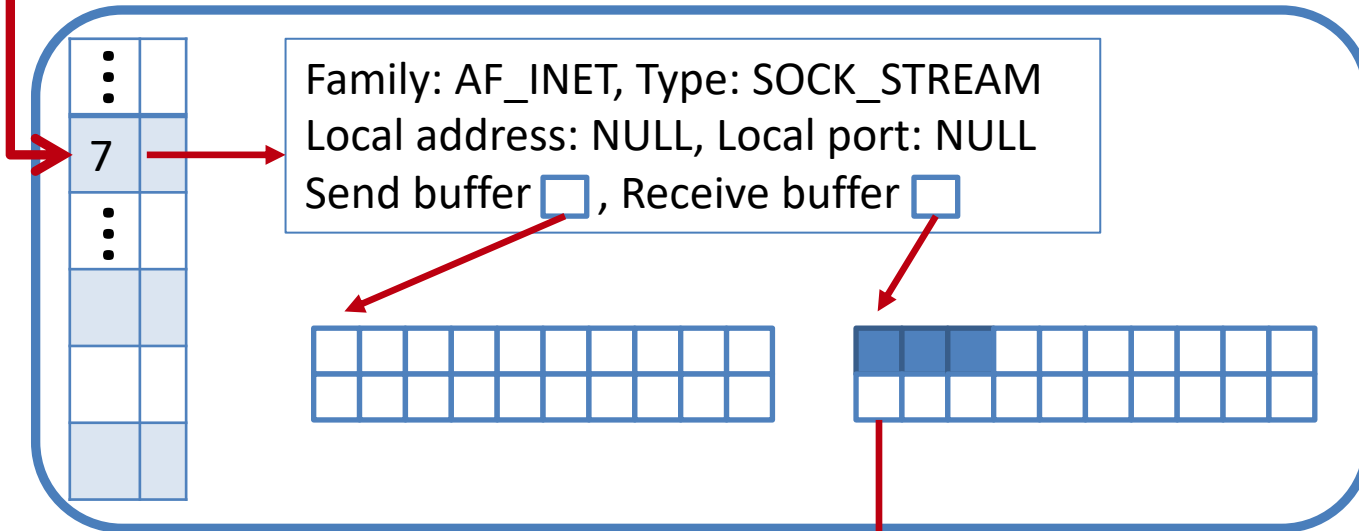 ⋮
7
⋮
Family: AF_INET, Type: SOCK_STREAM
Local address: NULL, Local port: NULL
Send buffer , Receive buffer